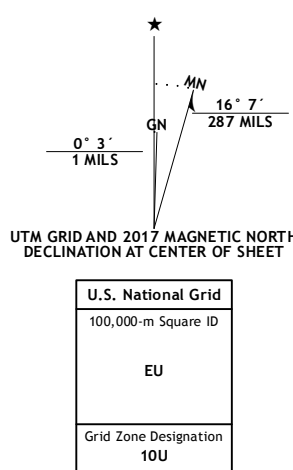 ★
MN
16° 7´
287 MILS
GN
0° 3´
1 MILS
UTM GRID AND 2017 MAGNETIC NORTH
DECLINATION AT CENTER OF SHEET
U.S. National Grid
100,000-m Square ID
EU
Grid Zone Designation
10U